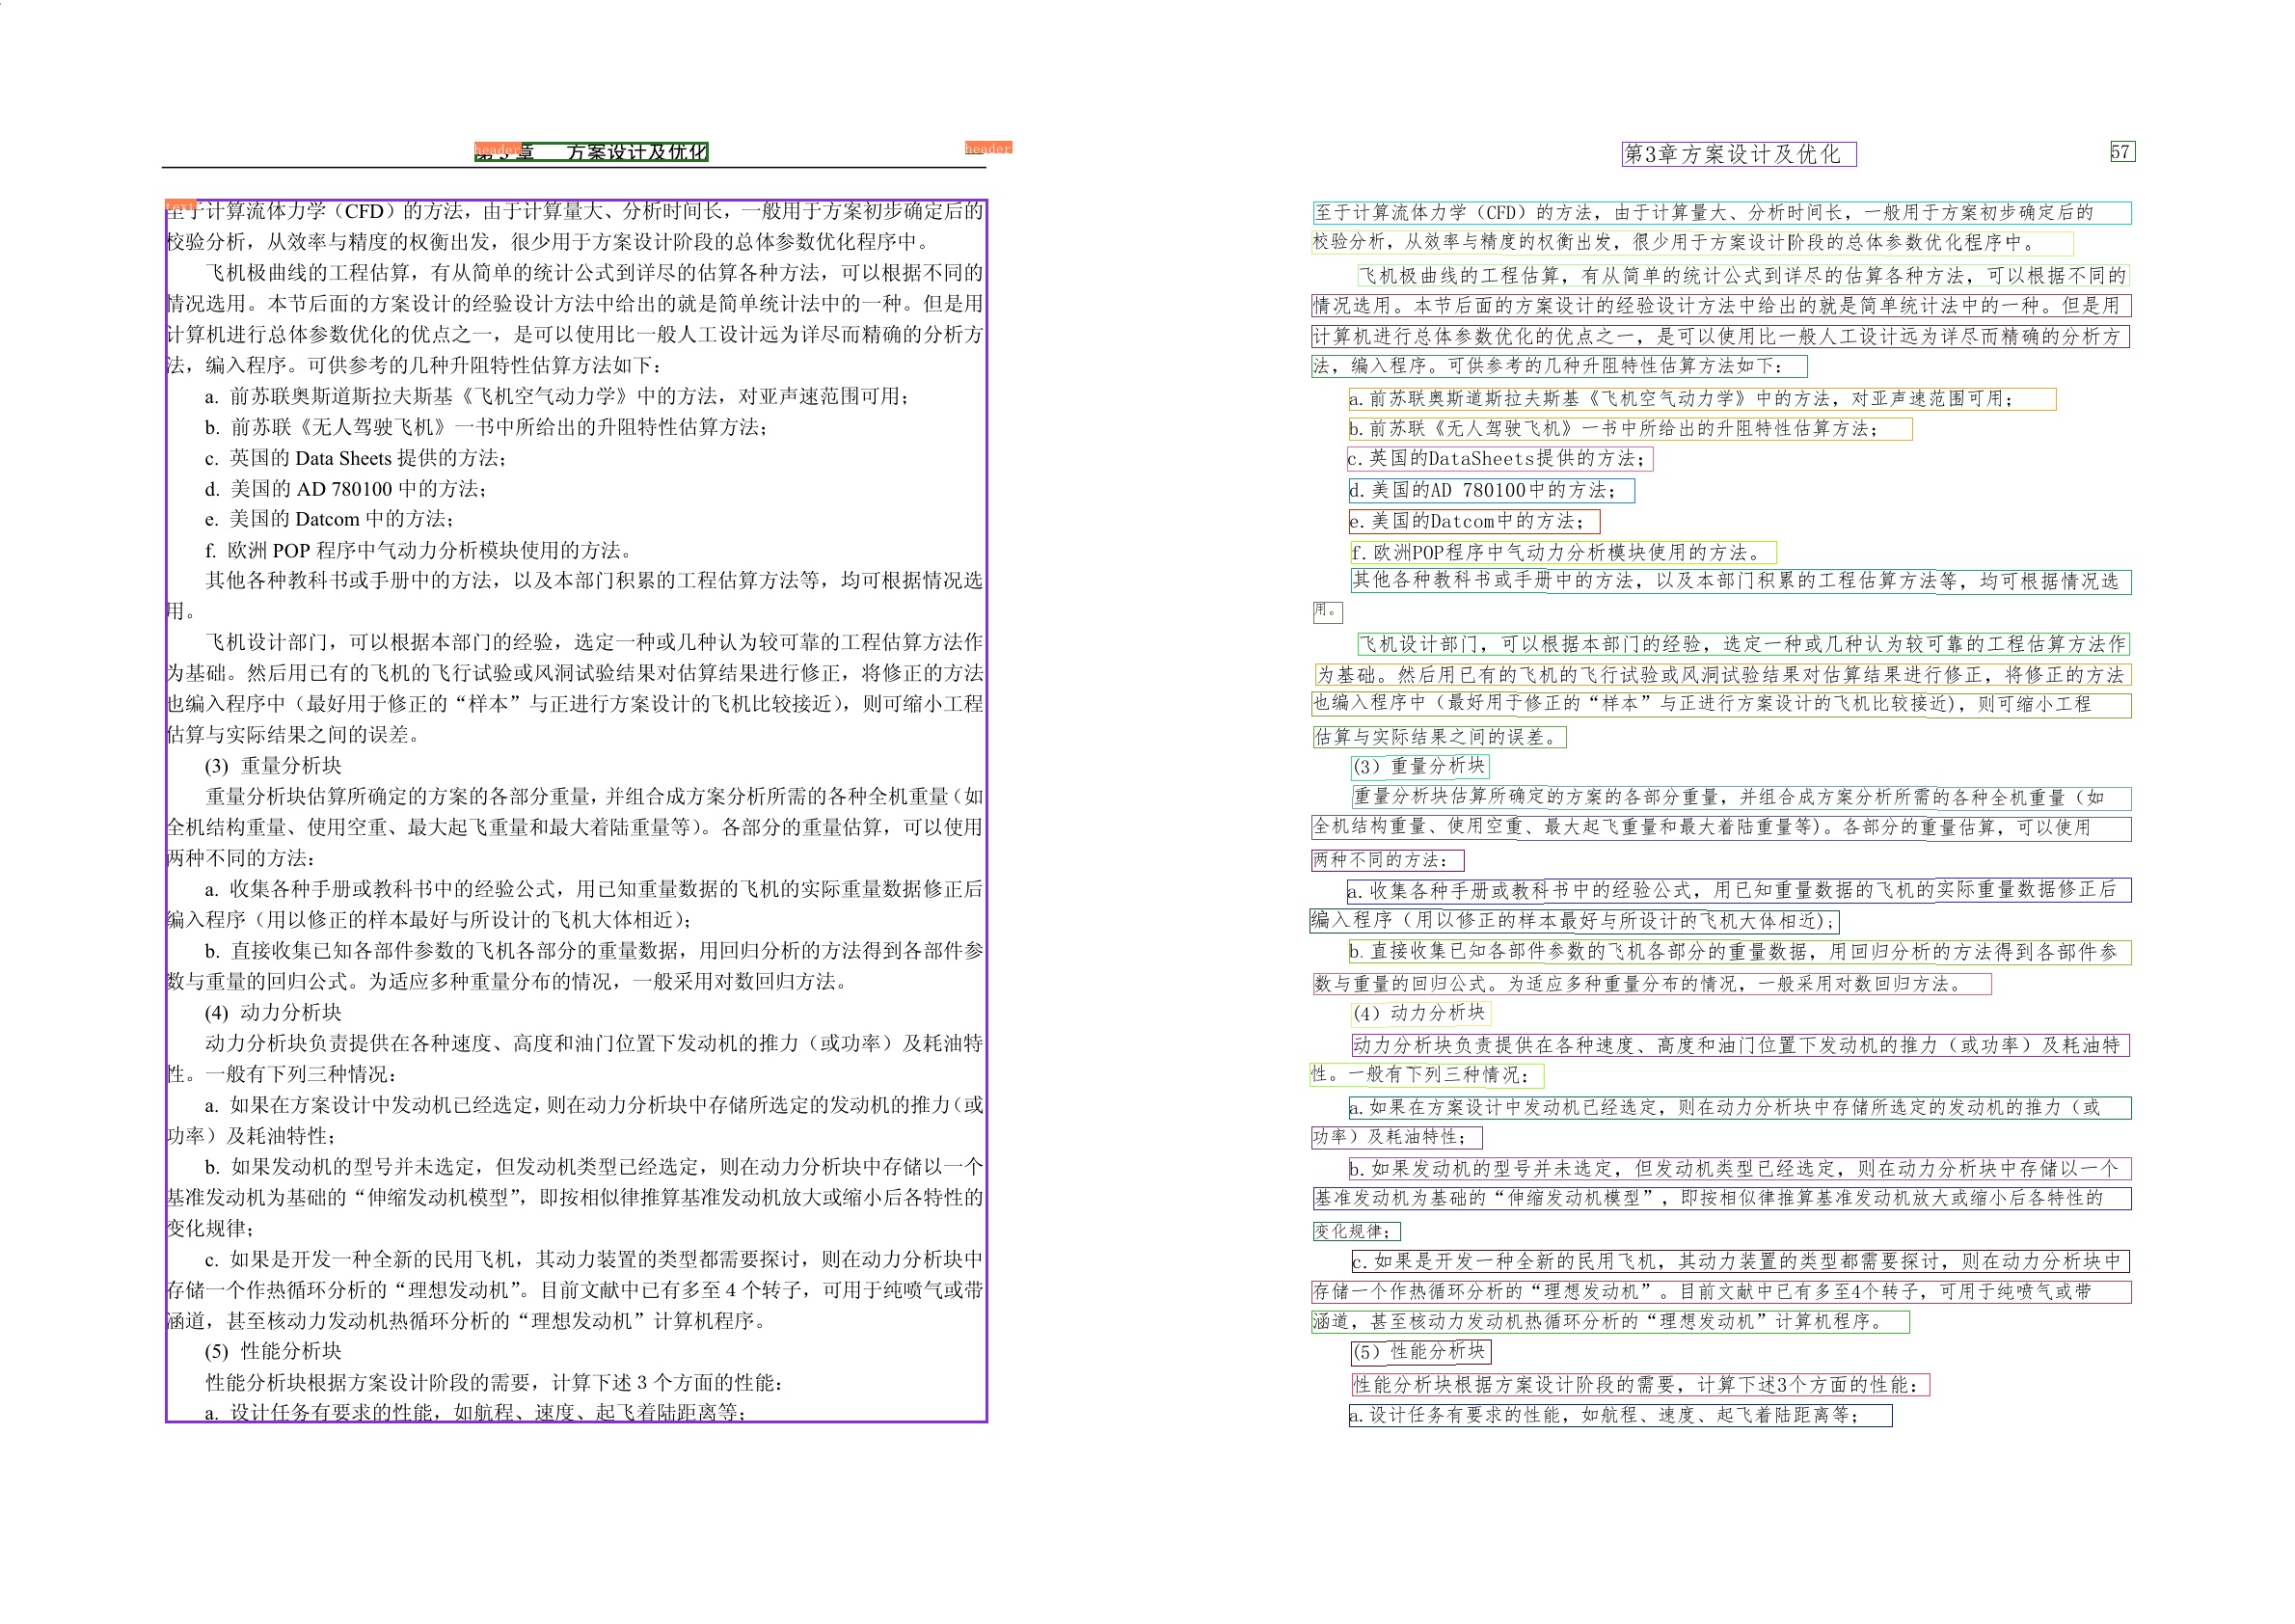 header
第 3 章 方案设计及优化
header
text
至于计算流体力学（CFD）的方法，由于计算量大、分析时间长，一般用于方案初步确定后的
校验分析，从效率与精度的权衡出发，很少用于方案设计阶段的总体参数优化程序中。
飞机极曲线的工程估算，有从简单的统计公式到详尽的估算各种方法，可以根据不同的
情况选用。本节后面的方案设计的经验设计方法中给出的就是简单统计法中的一种。但是用
计算机进行总体参数优化的优点之一，是可以使用比一般人工设计远为详尽而精确的分析方
法，编入程序。可供参考的几种升阻特性估算方法如下：
a. 前苏联奥斯道斯拉夫斯基《飞机空气动力学》中的方法，对亚声速范围可用；
b. 前苏联《无人驾驶飞机》一书中所给出的升阻特性估算方法；
c. 英国的 Data Sheets 提供的方法；
d. 美国的 AD 780100 中的方法；
e. 美国的 Datcom 中的方法；
f. 欧洲 POP 程序中气动力分析模块使用的方法。
其他各种教科书或手册中的方法，以及本部门积累的工程估算方法等，均可根据情况选
用。
飞机设计部门，可以根据本部门的经验，选定一种或几种认为较可靠的工程估算方法作
为基础。然后用已有的飞机的飞行试验或风洞试验结果对估算结果进行修正，将修正的方法
也编入程序中（最好用于修正的“样本”与正进行方案设计的飞机比较接近），则可缩小工程
估算与实际结果之间的误差。
(3) 重量分析块
重量分析块估算所确定的方案的各部分重量，并组合成方案分析所需的各种全机重量（如
全机结构重量、使用空重、最大起飞重量和最大着陆重量等）。各部分的重量估算，可以使用
两种不同的方法：
a. 收集各种手册或教科书中的经验公式，用已知重量数据的飞机的实际重量数据修正后
编入程序（用以修正的样本最好与所设计的飞机大体相近）；
b. 直接收集已知各部件参数的飞机各部分的重量数据，用回归分析的方法得到各部件参
数与重量的回归公式。为适应多种重量分布的情况，一般采用对数回归方法。
(4) 动力分析块
动力分析块负责提供在各种速度、高度和油门位置下发动机的推力（或功率）及耗油特
性。一般有下列三种情况：
a. 如果在方案设计中发动机已经选定，则在动力分析块中存储所选定的发动机的推力（或
功率）及耗油特性；
b. 如果发动机的型号并未选定，但发动机类型已经选定，则在动力分析块中存储以一个
基准发动机为基础的“伸缩发动机模型”，即按相似律推算基准发动机放大或缩小后各特性的
变化规律；
c. 如果是开发一种全新的民用飞机，其动力装置的类型都需要探讨，则在动力分析块中
存储一个作热循环分析的“理想发动机”。目前文献中已有多至 4 个转子，可用于纯喷气或带
涵道，甚至核动力发动机热循环分析的“理想发动机”计算机程序。
(5) 性能分析块
性能分析块根据方案设计阶段的需要，计算下述 3 个方面的性能：
a. 设计任务有要求的性能，如航程、速度、起飞着陆距离等；
第3章方案设计及优化
57
至于计算流体力学（CFD）的方法，由于计算量大、分析时间长，一般用于方案初步确定后的
校验分析，从效率与精度的权衡出发，很少用于方案设计阶段的总体参数优化程序中。
飞机极曲线的工程估算，有从简单的统计公式到详尽的估算各种方法，可以根据不同的
情况选用。本节后面的方案设计的经验设计方法中给出的就是简单统计法中的一种。但是用
计算机进行总体参数优化的优点之一，是可以使用比一般人工设计远为详尽而精确的分析方
法，编入程序。可供参考的几种升阻特性估算方法如下：
a.前苏联奥斯道斯拉夫斯基《飞机空气动力学》中的方法，对亚声速范围可用；
b.前苏联《无人驾驶飞机》一书中所给出的升阻特性估算方法；
c.英国的DataSheets提供的方法；
d.美国的AD 780100中的方法；
e.美国的Datcom中的方法；
f.欧洲POP程序中气动力分析模块使用的方法。
其他各种教科书或手册中的方法，以及本部门积累的工程估算方法等，均可根据情况选
用。
飞机设计部门，可以根据本部门的经验，选定一种或几种认为较可靠的工程估算方法作
为基础。然后用已有的飞机的飞行试验或风洞试验结果对估算结果进行修正，将修正的方法
也编入程序中（最好用于修正的“样本”与正进行方案设计的飞机比较接近)，则可缩小工程
估算与实际结果之间的误差。
(3）重量分析块
重量分析块估算所确定的方案的各部分重量，并组合成方案分析所需的各种全机重量（如
全机结构重量、使用空重、最大起飞重量和最大着陆重量等)。各部分的重量估算，可以使用
两种不同的方法：
a.收集各种手册或教科书中的经验公式，用已知重量数据的飞机的实际重量数据修正后
编入程序（用以修正的样本最好与所设计的飞机大体相近)；
b.直接收集已知各部件参数的飞机各部分的重量数据，用回归分析的方法得到各部件参
数与重量的回归公式。为适应多种重量分布的情况，一般采用对数回归方法。
(4）动力分析块
动力分析块负责提供在各种速度、高度和油门位置下发动机的推力（或功率）及耗油特
性。一般有下列三种情况：
a.如果在方案设计中发动机已经选定，则在动力分析块中存储所选定的发动机的推力（或
功率）及耗油特性；
b.如果发动机的型号并未选定，但发动机类型已经选定，则在动力分析块中存储以一个
基准发动机为基础的“伸缩发动机模型”，即按相似律推算基准发动机放大或缩小后各特性的
变化规律；
c.如果是开发一种全新的民用飞机，其动力装置的类型都需要探讨，则在动力分析块中
存储一个作热循环分析的“理想发动机”。目前文献中已有多至4个转子，可用于纯喷气或带
涵道，甚至核动力发动机热循环分析的“理想发动机”计算机程序。
(5）性能分析块
性能分析块根据方案设计阶段的需要，计算下述3个方面的性能：
a.设计任务有要求的性能，如航程、速度、起飞着陆距离等；